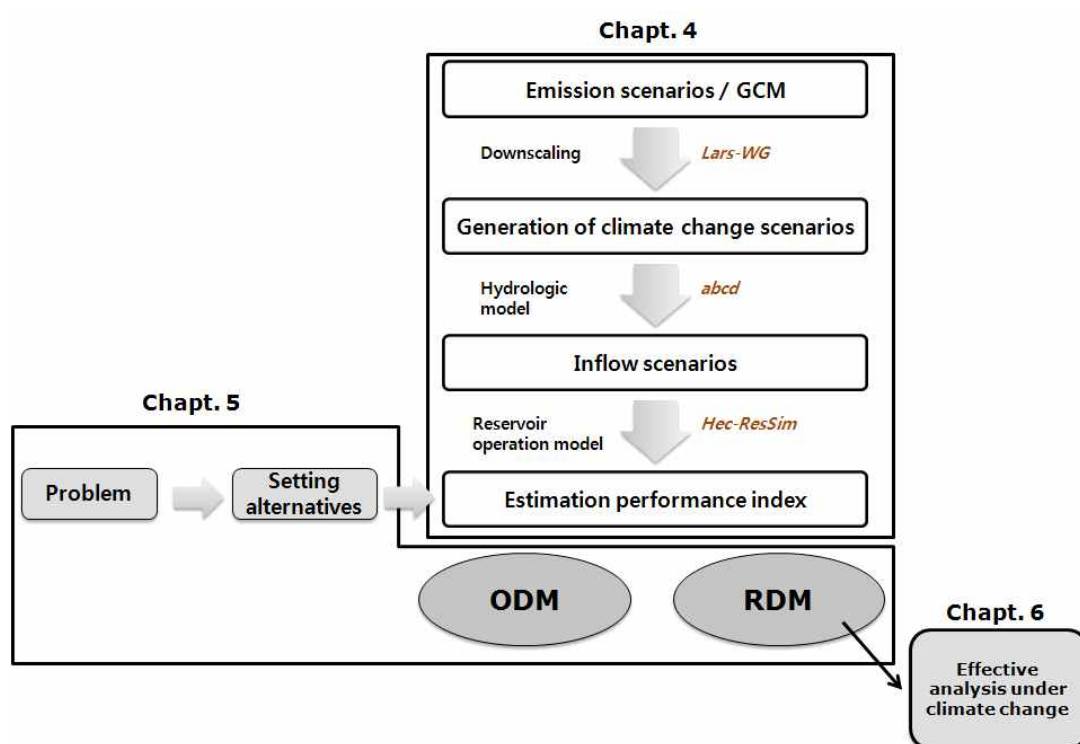 Chapt. 4
Emission scenarios / GCM
Downscaling
Lars-WG
Generation of climate change scenarios
Hydrologic
model
abcd
Inflow scenarios
Chapt. 5
Reservoir
operation model
Hec-ResSim
Problem
Setting
alternatives
Estimation performance index
ODM
RDM
Chapt. 6
Effective
analysis under
climate change